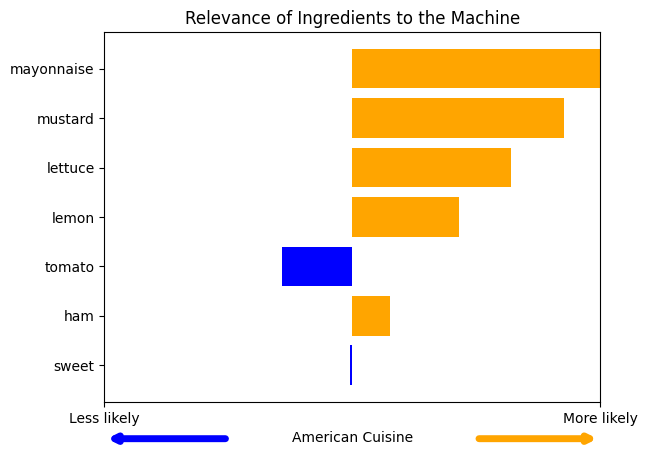 Relevance of Ingredients to the Machine
mayonnaise
mustard
lettuce
lemon
tomato
ham
sweet
Less likely More likely
American Cuisine